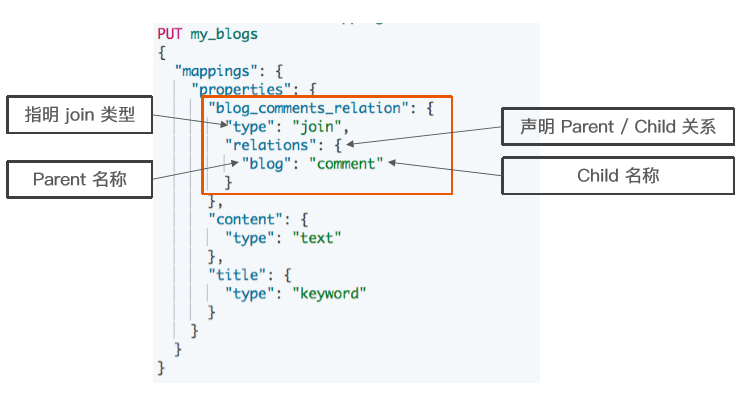 PUT my_blogs
{
"mappings": {
"properties": {
"blog_comments_relation": {
指明 join 类型
"type": "join",
声明 Parent / Child 关系
"relations": {
Parent 名称
"blog": "comment"
Child 名称
}
},
"content": {
"type": "text"
},
"title": {
"type": "keyword"
}
}
}
}